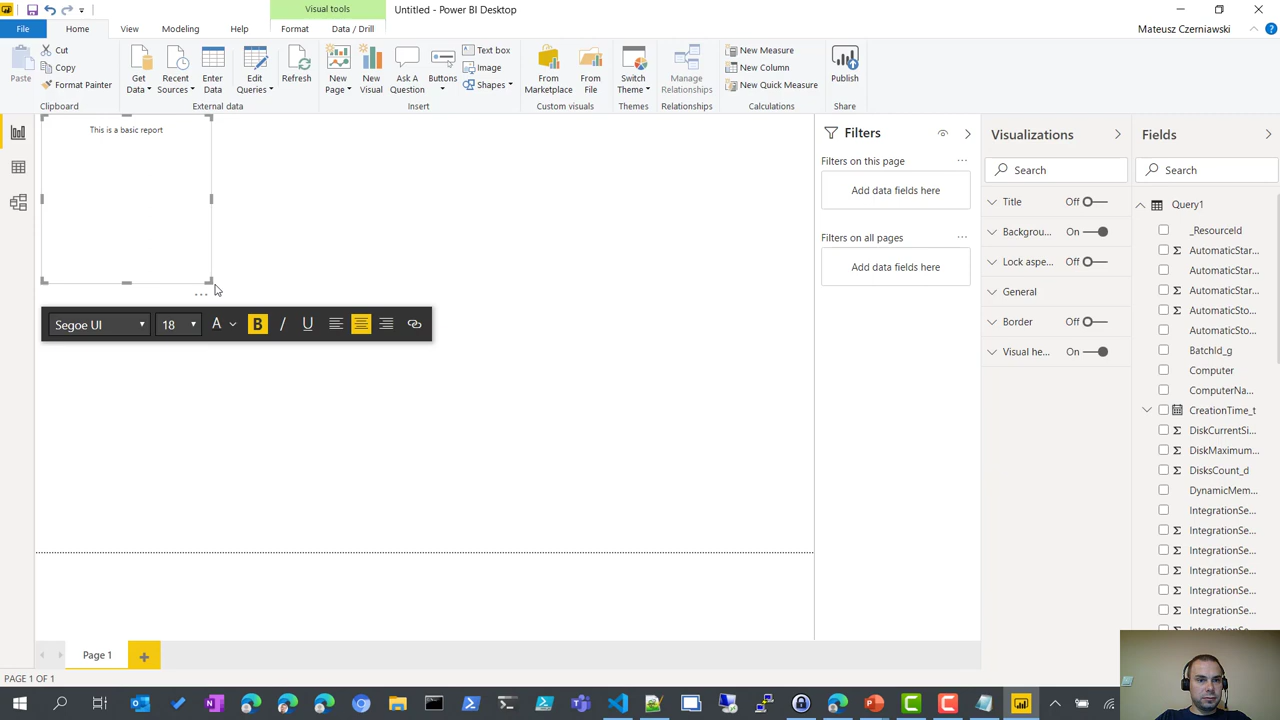 Visual tools
Untitled - Power BI Desktop
File
Home
View
Modeling
Help
Format
Data / Drill
Mateusz Czerniawski
Paste
Cut
Copy
Format Painter
Clipboard
Get Data
Recent Sources
Enter Data
Edit Queries
External data
Refresh
New Page
New Visual
Ask A Question
Buttons
Text box
Image
Shapes
Insert
From Marketplace
From File
Custom visuals
Switch Theme
Themes
Manage Relationships
Relationships
New Measure
New Column
New Quick Measure
Calculations
Publish
Share
This is a basic report
Segoe UI
18
A
B
I
U
Filters
Filters on this page
Add data fields here
Filters on all pages
Add data fields here
Visualizations
Search
Title Off
Backgrou... On
Lock aspe... Off
General
Border Off
Visual he... On
Fields
Search
Query1
_ResourceId
AutomaticStar...
AutomaticStar...
AutomaticStar...
AutomaticSto...
AutomaticSto...
BatchId_g
Computer
ComputerNa...
CreationTime_t
DiskCurrentSi...
DiskMaximum...
DisksCount_d
DynamicMem...
IntegrationSe...
IntegrationSe...
IntegrationSe...
IntegrationSe...
IntegrationSe...
IntegrationSe...
Page 1
PAGE 1 OF 1